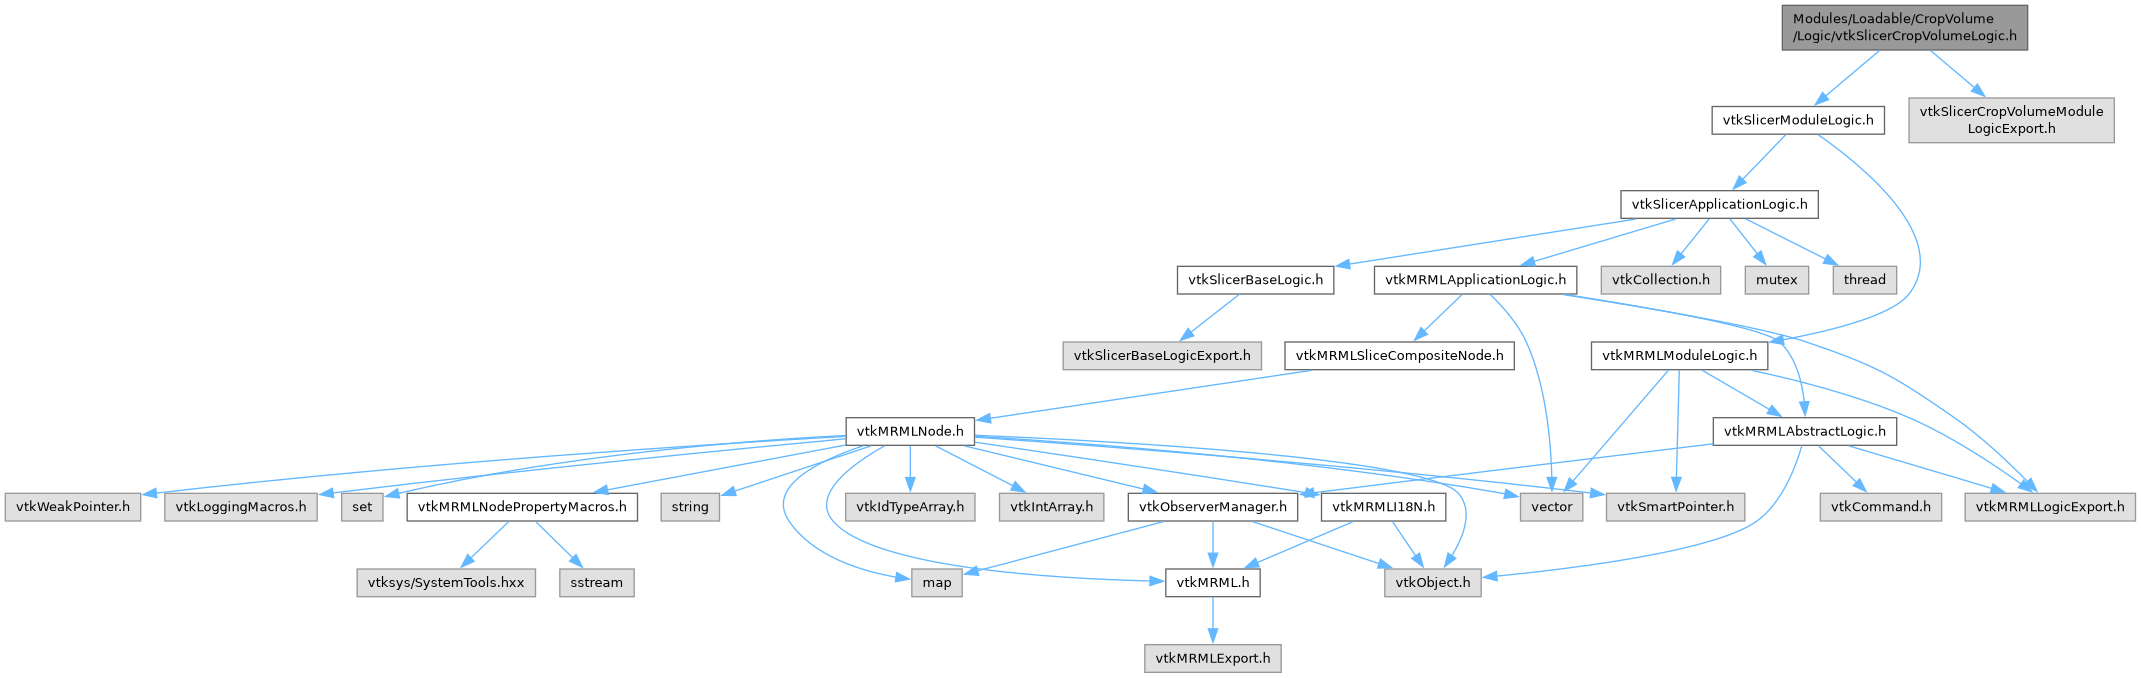 Modules/Loadable/CropVolume
/Logic/vtkSlicerCropVolumeLogic.h
vtkSlicerModuleLogic.h
vtkSlicerCropVolumeModule
LogicExport.h
vtkSlicerApplicationLogic.h
vtkSlicerBaseLogic.h
vtkMRMLApplicationLogic.h
vtkCollection.h
mutex
thread
vtkSlicerBaseLogicExport.h
vtkMRMLSliceCompositeNode.h
vtkMRMLModuleLogic.h
vtkMRMLNode.h
vtkMRMLAbstractLogic.h
vtkWeakPointer.h
vtkLoggingMacros.h
set
vtkMRMLNodePropertyMacros.h
string
vtkIdTypeArray.h
vtkIntArray.h
vtkObserverManager.h
vtkMRMLI18N.h
vector
vtkSmartPointer.h
vtkCommand.h
vtkMRMLLogicExport.h
vtksys/SystemTools.hxx
sstream
map
vtkMRML.h
vtkObject.h
vtkMRMLExport.h